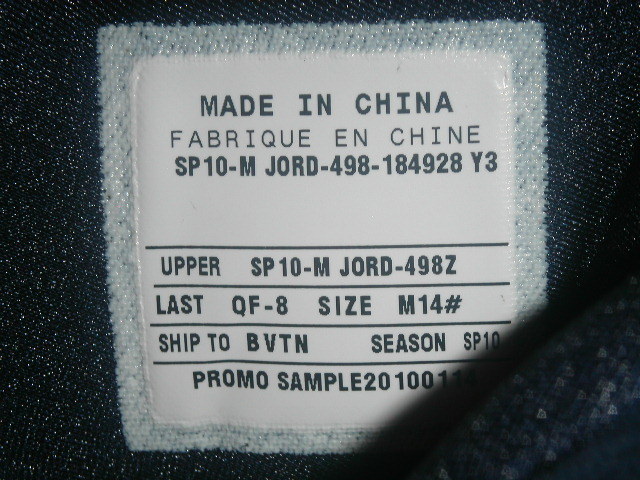 MADE IN CHINA
FABRIQUE EN CHINE
SP10-M JORD-498-184928 Y3
UPPER SP10-M JORD-498Z
LAST QF-8 SIZE M14#
SHIP TO BVTN SEASON SP10
PROMO